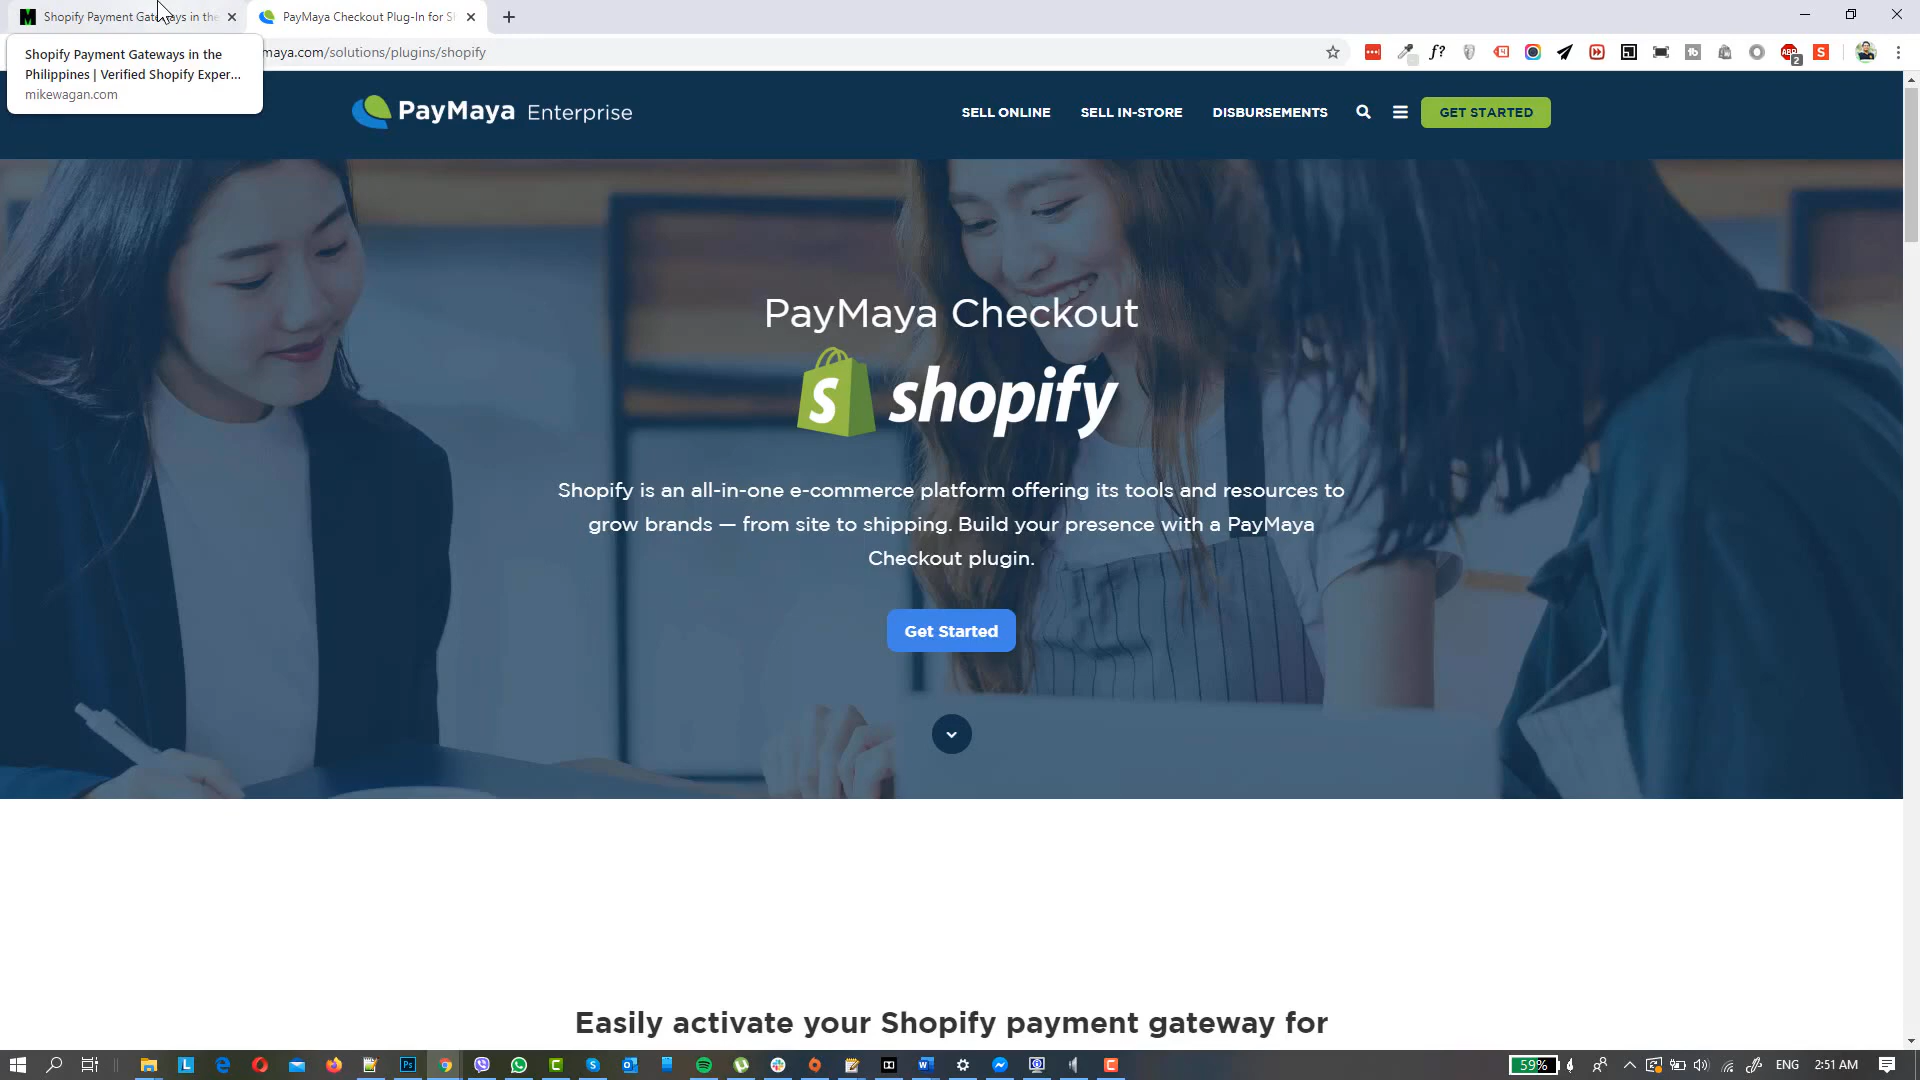 Shopify Payment Gateways in the
PayMaya Checkout Plug-In for S
Shopify Payment Gateways in the
Philippines | Verified Shopify Exper...
mikewagan.com
maya.com/solutions/plugins/shopify
PayMaya Enterprise
SELL ONLINE
SELL IN-STORE
DISBURSEMENTS
GET STARTED
PayMaya Checkout
shopify
Shopify is an all-in-one e-commerce platform offering its tools and resources to
grow brands — from site to shipping. Build your presence with a PayMaya
Checkout plugin.
Get Started
Easily activate your Shopify payment gateway for
59%
ENG
2:51 AM